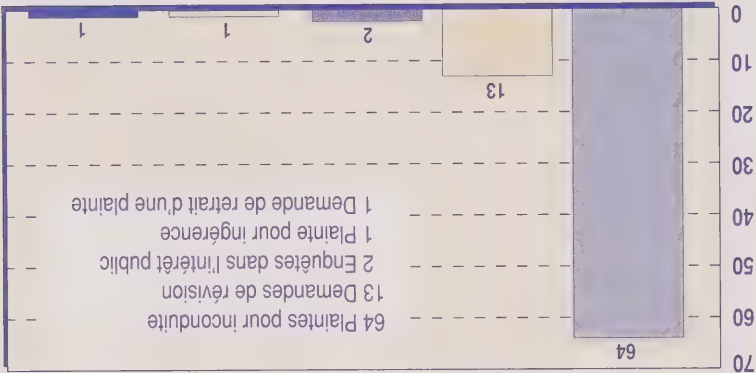 70
60
50
40
30
20
10
0
64
13
2
1
1
64 Plaintes pour inconduite
13 Demandes de révision
2 Enquêtes dans l'intérêt public
1 Plainte pour ingérence
1 Demande de retrait d'une plainte